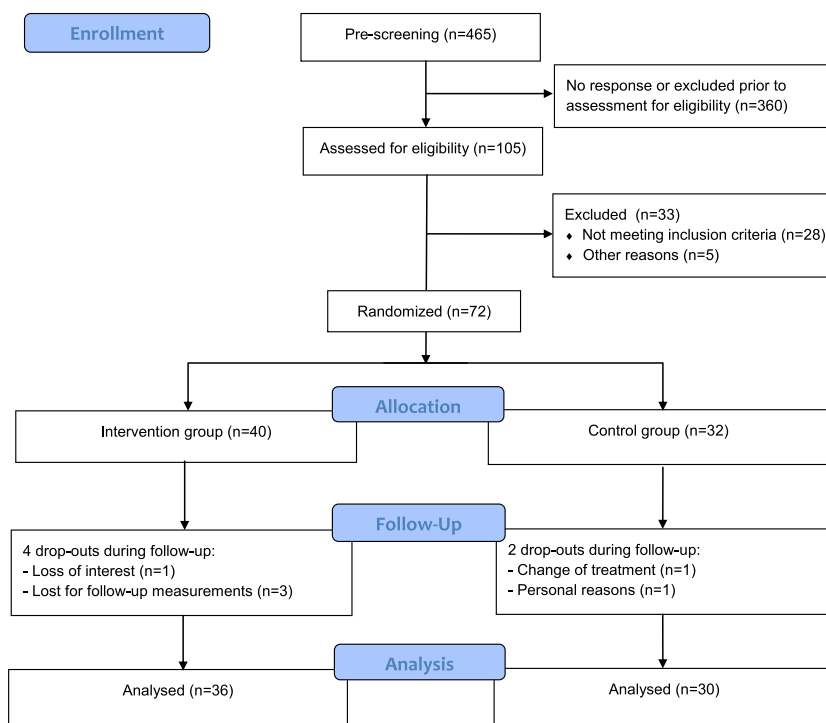 Enrollment
Pre-screening (n=465)
No response or excluded prior to
assessment for eligibility (n=360)
Assessed for eligibility (n=105)
Excluded (n=33)
♦ Not meeting inclusion criteria (n=28)
♦ Other reasons (n=5)
Randomized (n=72)
Allocation
Intervention group (n=40)
Control group (n=32)
Follow-Up
4 drop-outs during follow-up:
- Loss of interest (n=1)
- Lost for follow-up measurements (n=3)
2 drop-outs during follow-up:
- Change of treatment (n=1)
- Personal reasons (n=1)
Analysis
Analysed (n=36)
Analysed (n=30)